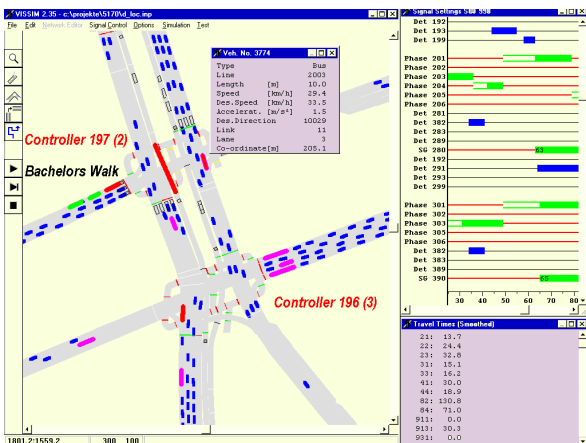 VISSIM 2.35 - c:\projekte\5170\d_loc.inp
File Edit Network Editor Signal Control Options Simulation Test
Veh. No. 3774
Type Bus
Line 2003
Length [m] 10.0
Speed [km/h] 29.4
Des.Speed [km/h] 33.5
Accelerat. [m/s²] 1.5
Des.Direction 10029
Link 11
Lane 3
Co-ordinate[m] 205.1
Controller 197 (2)
Bachelors Walk
Controller 196 (3)
1801.2:1559.2 300 100
Det 192
Det 193
Det 199
Phase 201
Phase 202
Phase 203
Phase 204
Phase 205
Phase 206
Det 281
Det 382
Det 283
Det 289
SG 280 63
Det 192
Det 291
Det 293
Det 299
Phase 301
Phase 302
Phase 303
Phase 305
Phase 306
Det 382
Det 383
Det 389
SG 390 65
30 40 50 60 70 80
Travel Times (Smoothed)
21: 13.7
22: 24.4
23: 32.8
31: 15.1
33: 16.2
41: 30.0
44: 18.9
82: 130.8
84: 71.0
911: 0.0
913: 30.3
931: 0.0